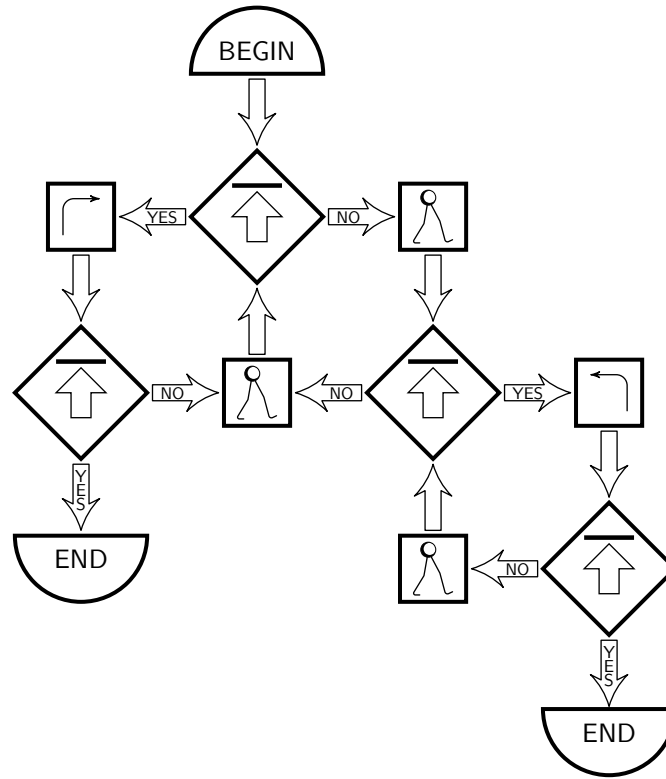 BEGIN
YES
NO
NO
NO
YES
YES
END
NO
YES
END